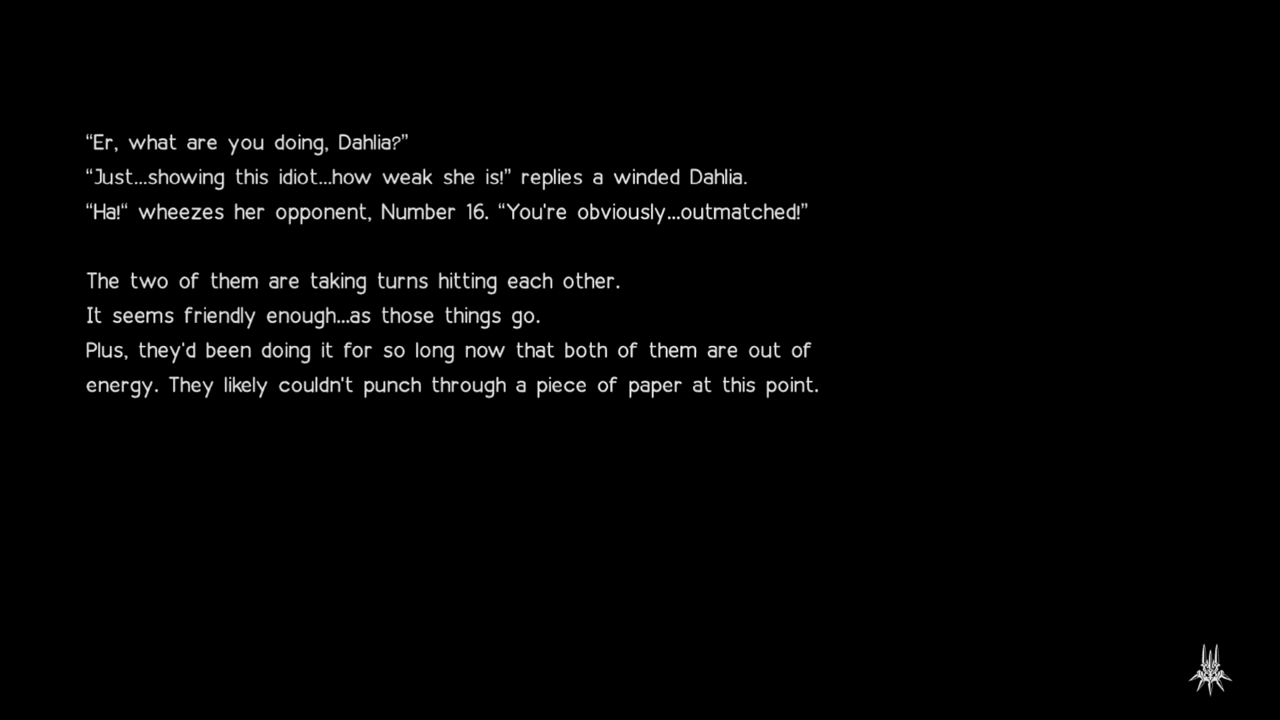 “Er, what are you doing, Dahlia?”
“Just...showing this idiot...how weak she is!” replies a winded Dahlia.
“Ha!“ wheezes her opponent, Number 16. “You're obviously...outmatched!”
The two of them are taking turns hitting each other.
It seems friendly enough...as those things go.
Plus, they'd been doing it for so long now that both of them are out of
energy. They likely couldn't punch through a piece of paper at this point.